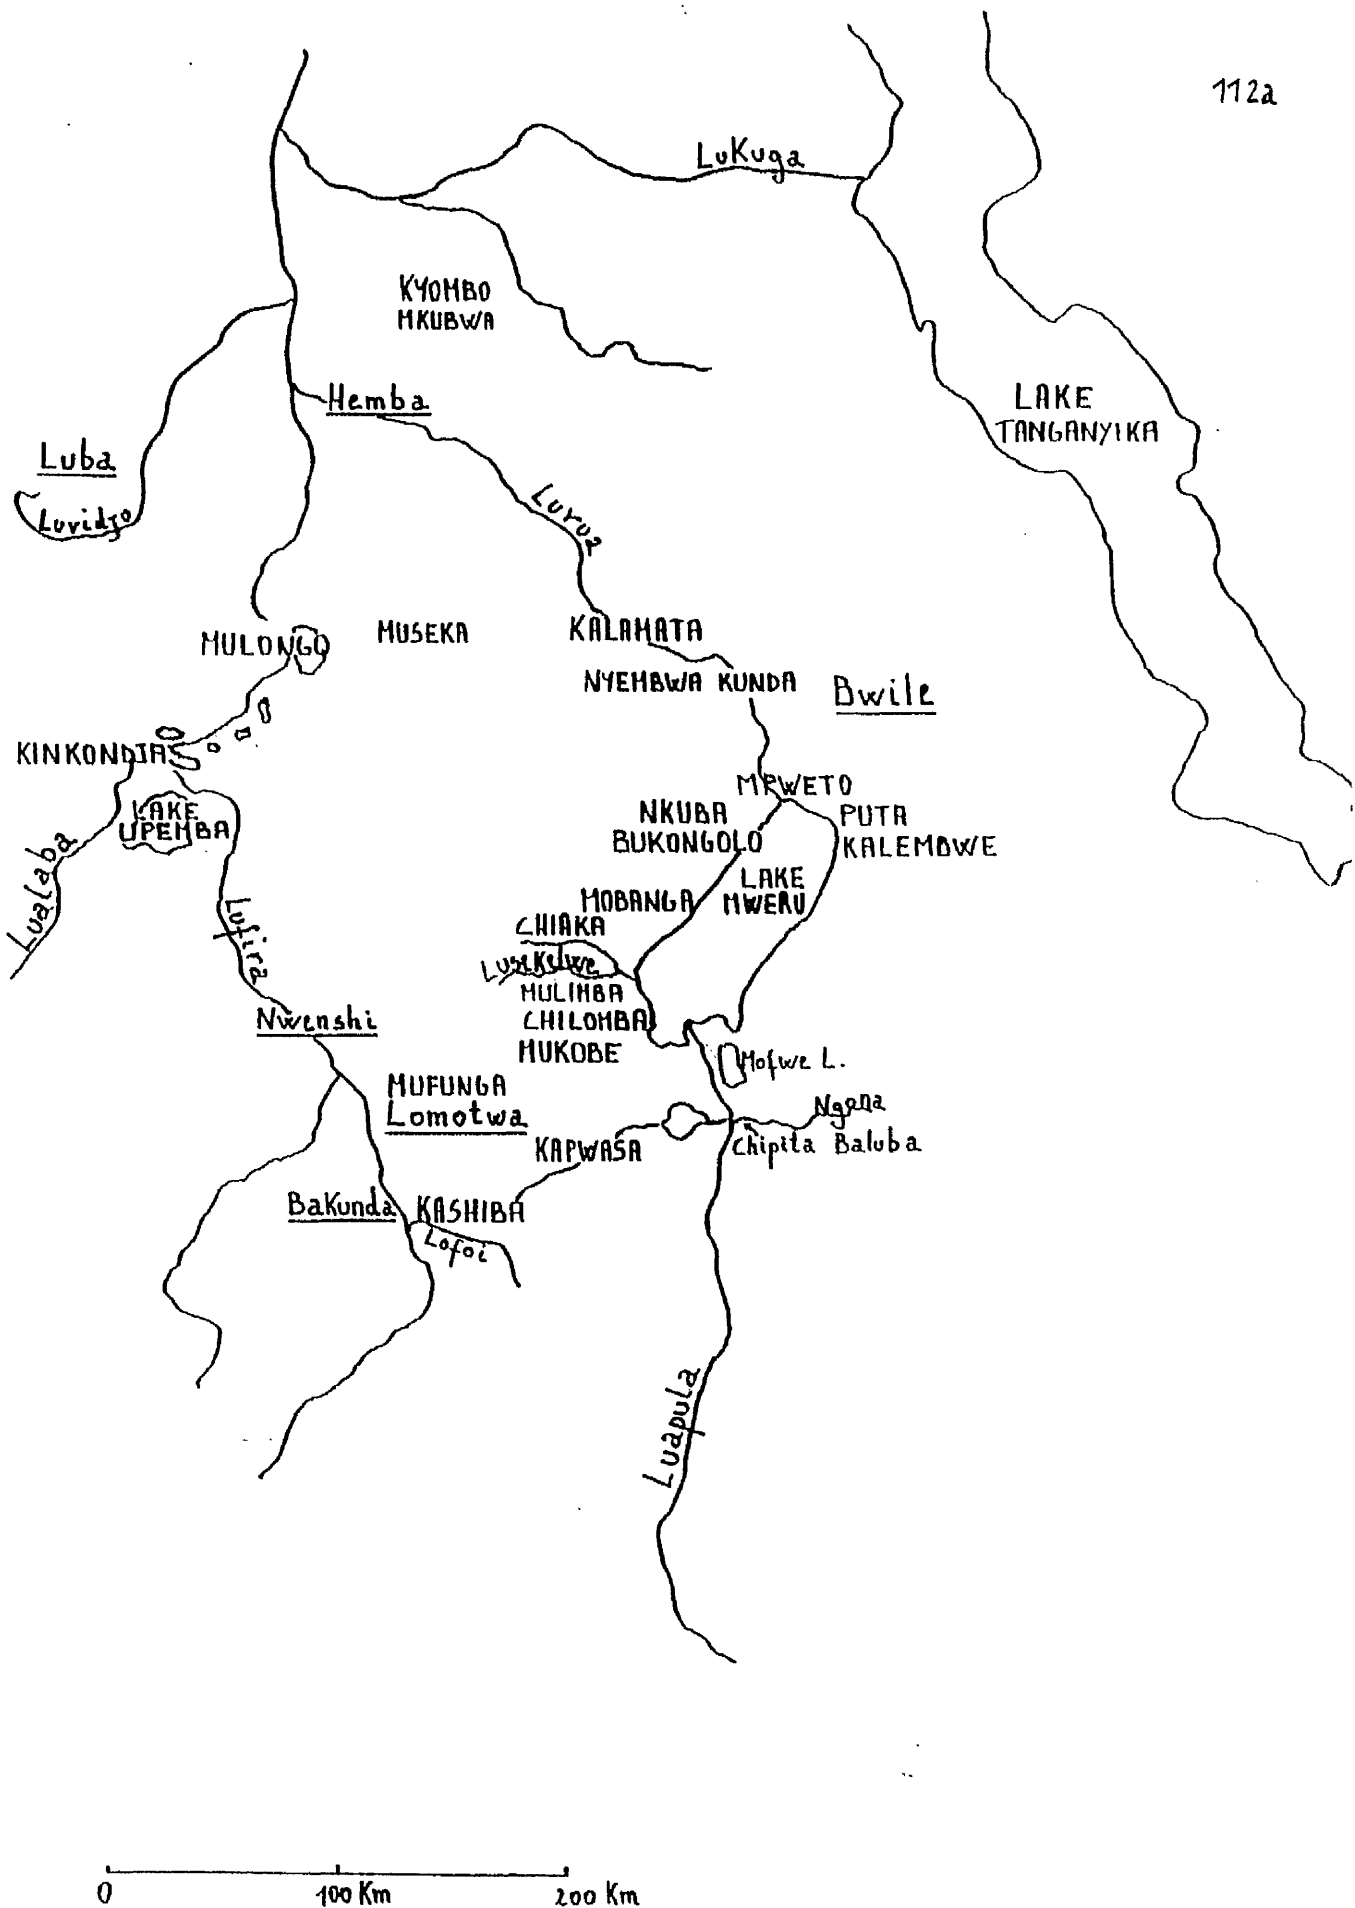 112a
LuKuga
KYOMBO
MKUBWA
Hemba
LAKE
TANGANYIKA
Luba
Luvidjo
Luvua
MULONGO
MUSEKA
KALAMATA
NYEMBWA KUNDA
Bwile
KINKONDJA
MPWETO
LAKE
UPEMBA
NKUBA
BUKONGOLO
PUTA
KALEMBWE
Lualaba
LAKE
MWERU
MOBANGA
Lufira
CHIAKA
Lusekelwe
MULIMBA
CHILOMBA
MUKOBE
Nwenshi
Mofwe L.
MUFUNGA
Lomotwa
Ngona
Chipita Baluba
KAPWASA
BaKunda
KASHIBA
Lofoi
Luapula
0
100 Km
200 Km